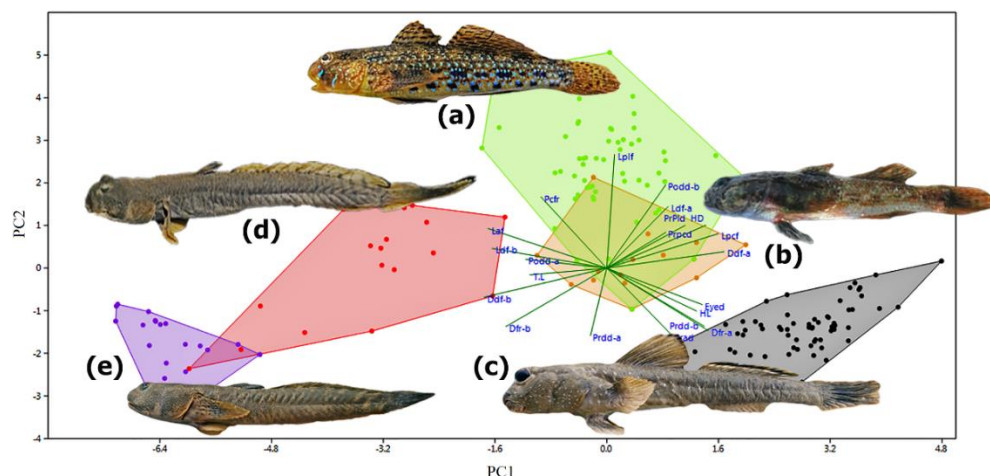 5
4
3
2
1
0
-1
-2
-3
-4
PC2
(a)
(b)
(c)
(d)
(e)
Lplf
Podd-b
Pcfr
Ldf-a
PrPld HD
Prpcd
Lpcf
Laf
Ldf-b
Ddf-a
Podd-a
T.L
Ddf-b
Eyed
HL
Dfr-b
Prdd-a
Prdd-b
Dfr-a
-6.4
-4.8
-3.2
-1.6
0.0
1.6
3.2
4.8
PC1